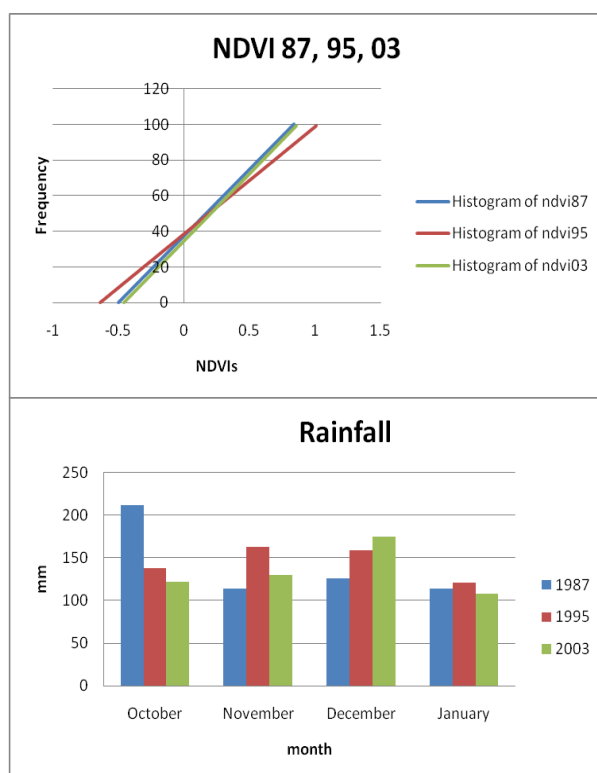 NDVI 87, 95, 03
Frequency
120
100
80
60
40
20
0
-1 -0.5 0 0.5 1 1.5
NDVIs
Histogram of ndvi87
Histogram of ndvi95
Histogram of ndvi03
Rainfall
mm
250
200
150
100
50
0
October November December January
month
1987
1995
2003